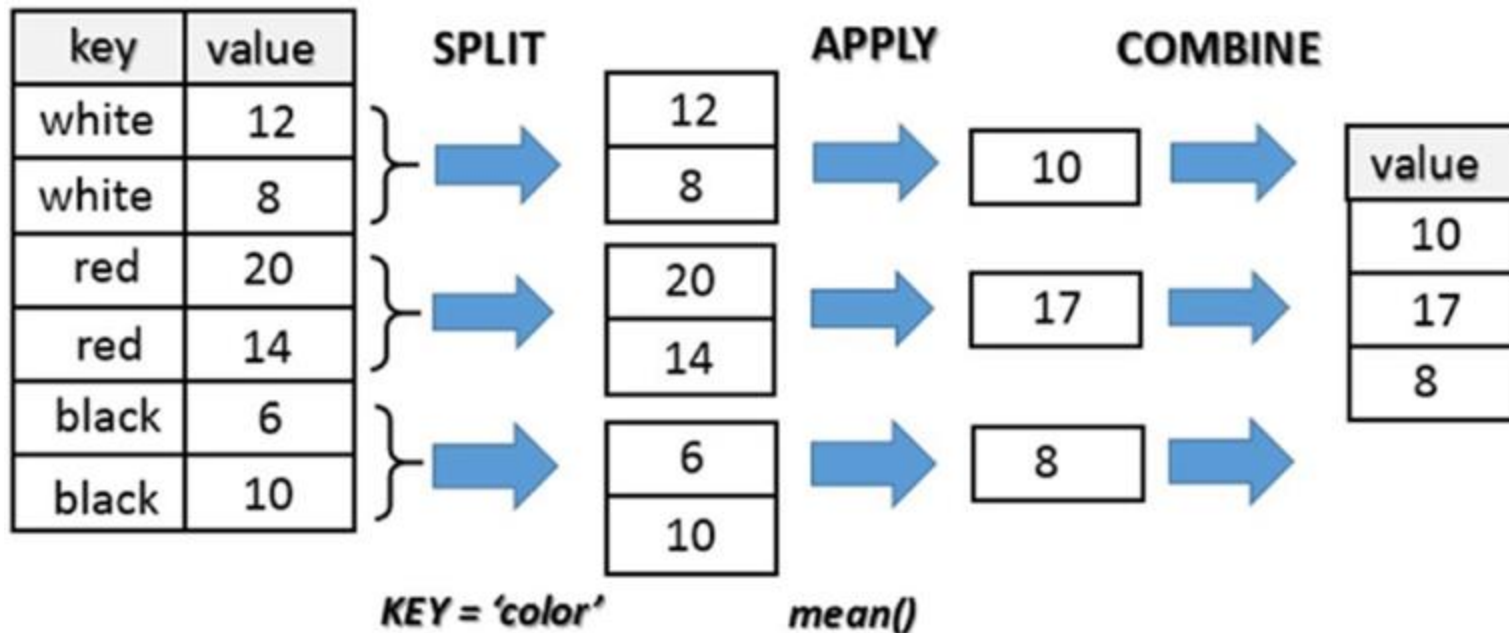 key value
white 12
white 8
red 20
red 14
black 6
black 10
SPLIT
12
8
20
14
6
10
KEY = ‘color’
APPLY
10
17
8
mean()
COMBINE
value
10
17
8